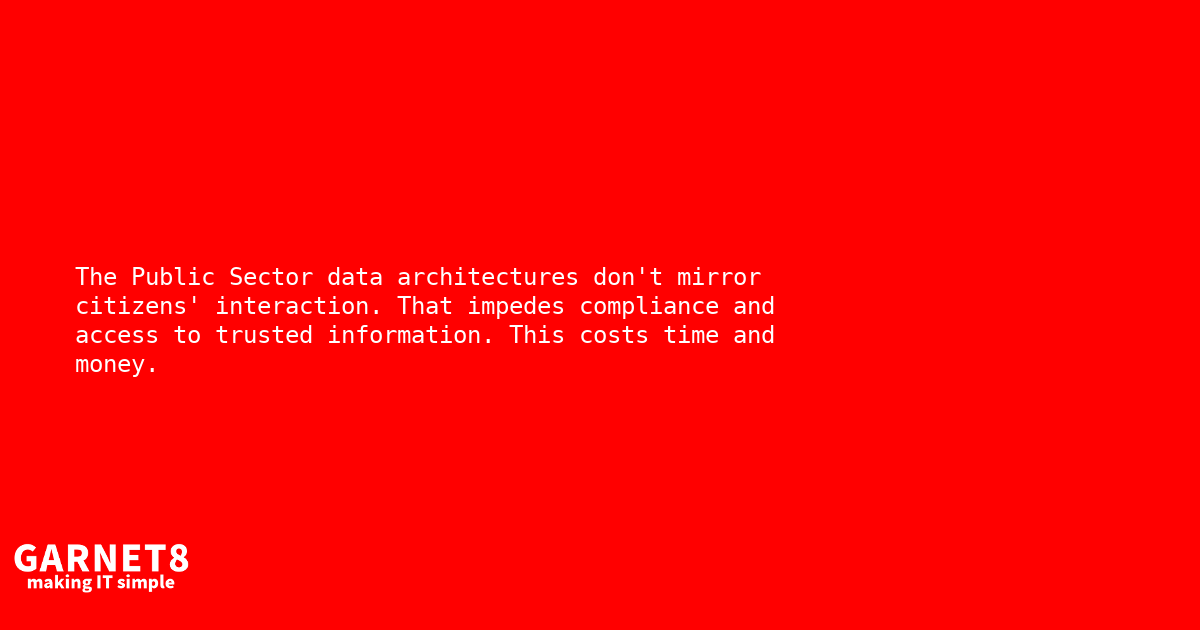 The Public Sector data architectures don't mirror
citizens' interaction. That impedes compliance and
access to trusted information. This costs time and
money.
GARNET8
making IT simple